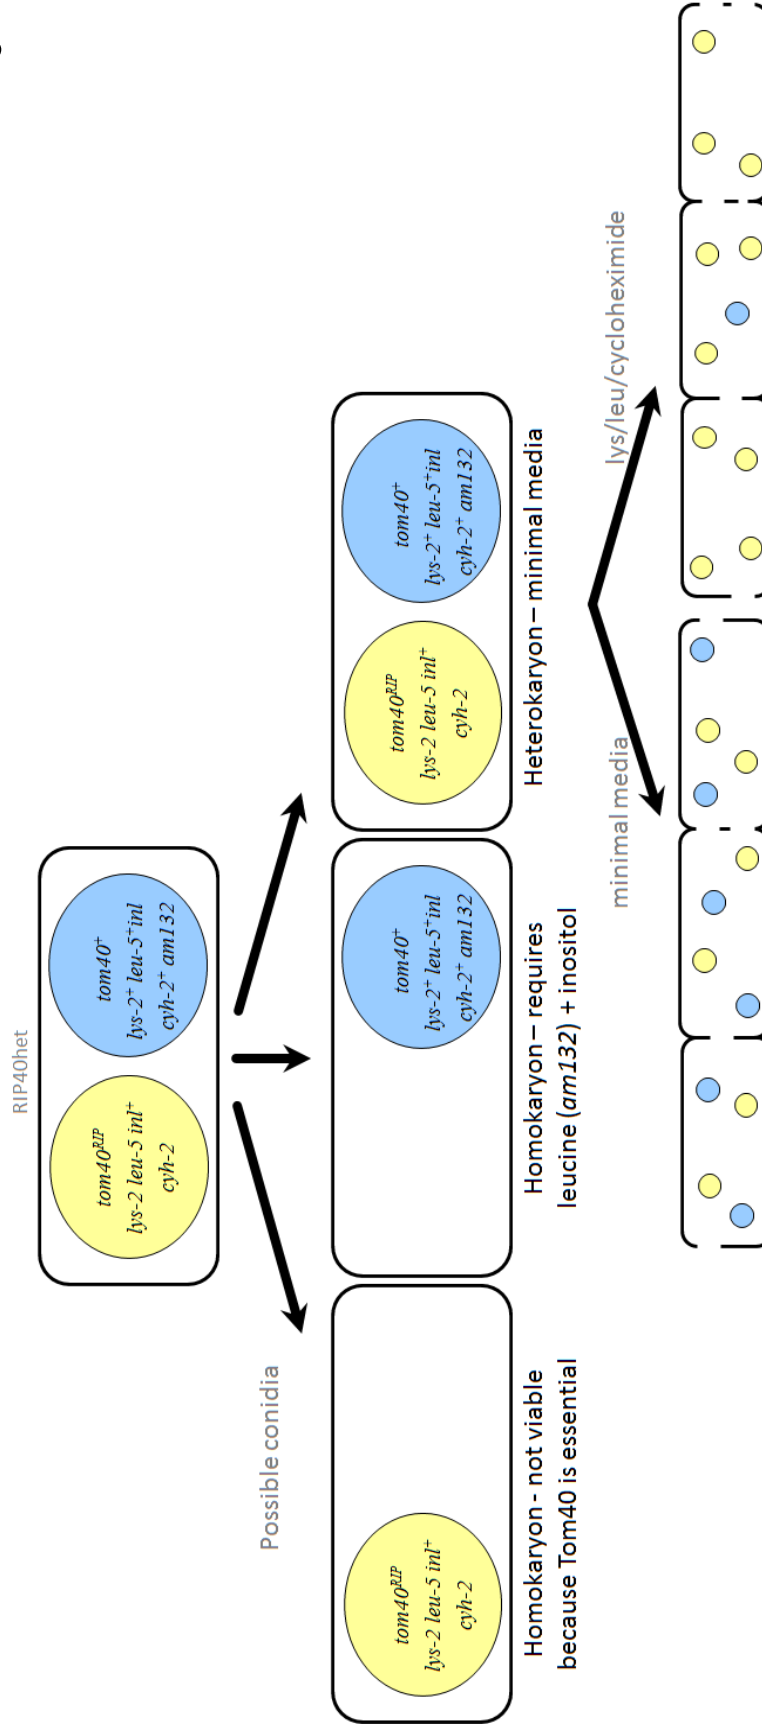 RIP40het
tom40RIP
lys-2 leu-5 inl+
cyh-2
tom40+
lys-2+ leu-5+inl
cyh-2+ am132
Possible conidia
tom40RIP
lys-2 leu-5 inl+
cyh-2
Homokaryon - not viable
because Tom40 is essential
tom40+
lys-2+ leu-5+inl
cyh-2+ am132
Homokaryon – requires
leucine (am132) + inositol
tom40RIP
lys-2 leu-5 inl+
cyh-2
tom40+
lys-2+ leu-5+inl
cyh-2+ am132
Heterokaryon – minimal media
minimal media
lys/leu/cycloheximide